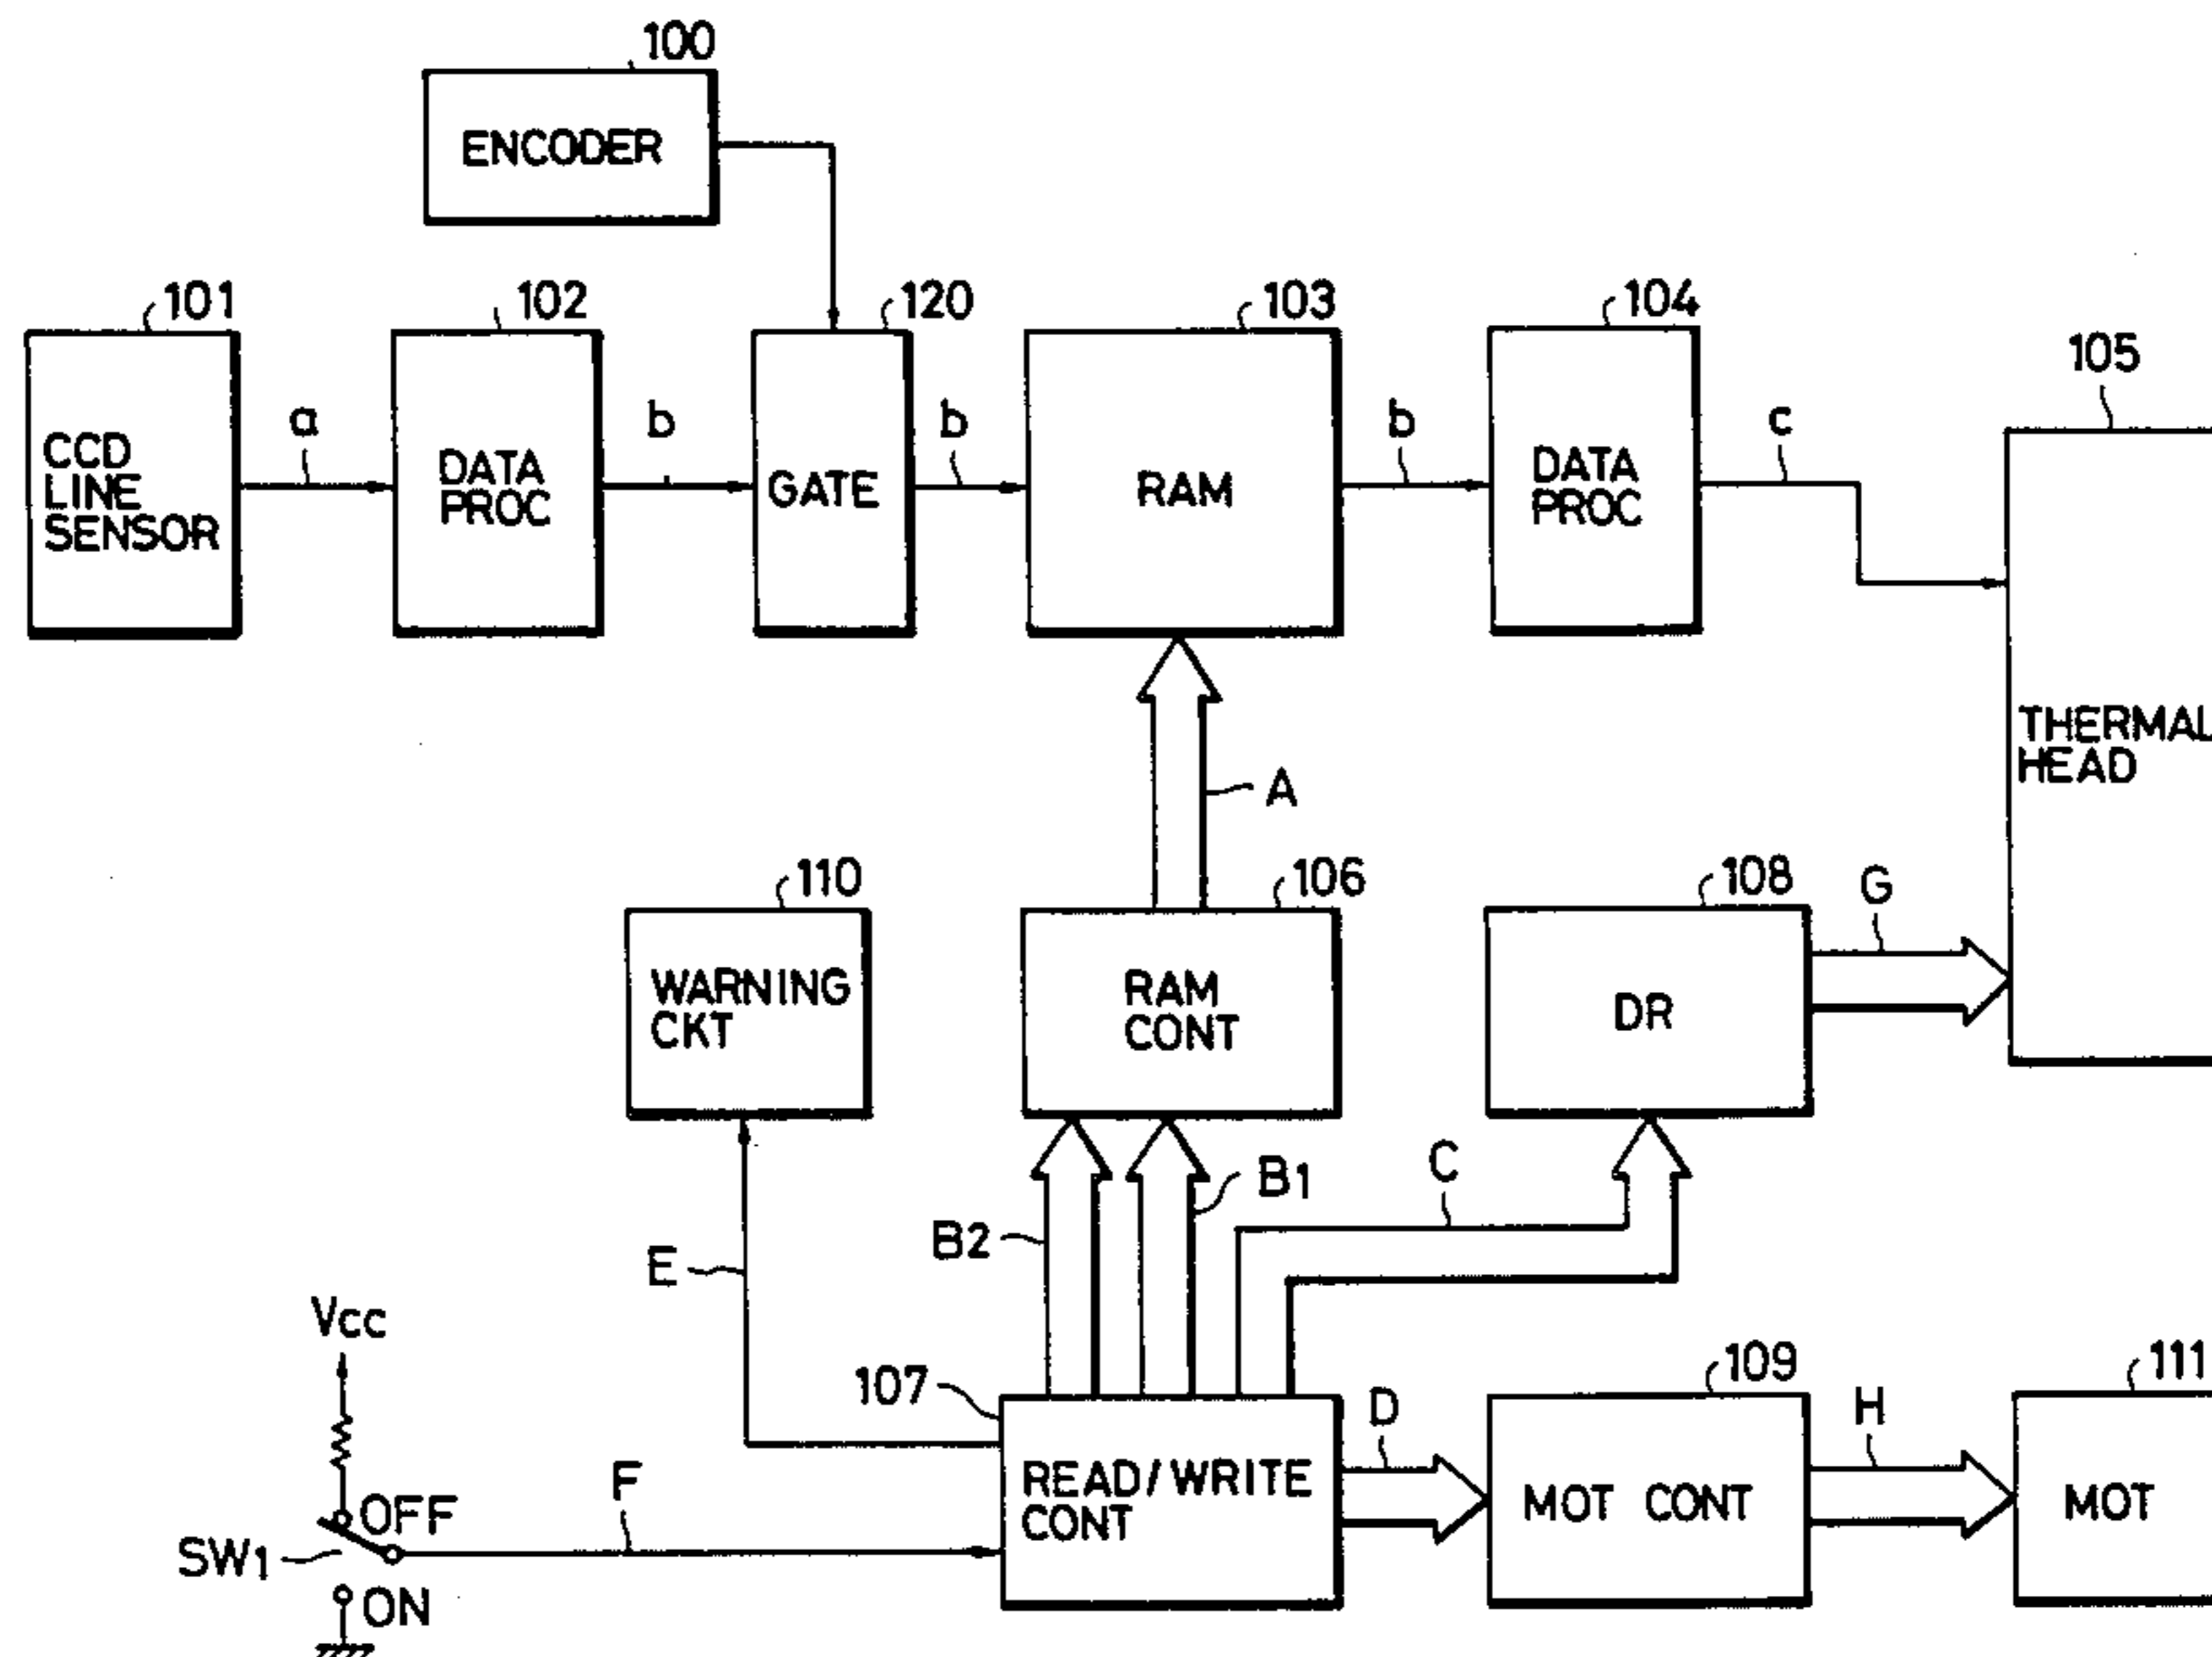 100
ENCODER
101
102
120
103
104
105
a
b
b
b
c
CCD
LINE
SENSOR
DATA
PROC
GATE
RAM
DATA
PROC
THERMAL
HEAD
A
110
106
108
G
WARNING
CKT
RAM
CONT
DR
B1
C
B2
E
Vcc
107
109
111
D
H
F
READ/WRITE
CONT
MOT CONT
MOT
OFF
SW1
ON